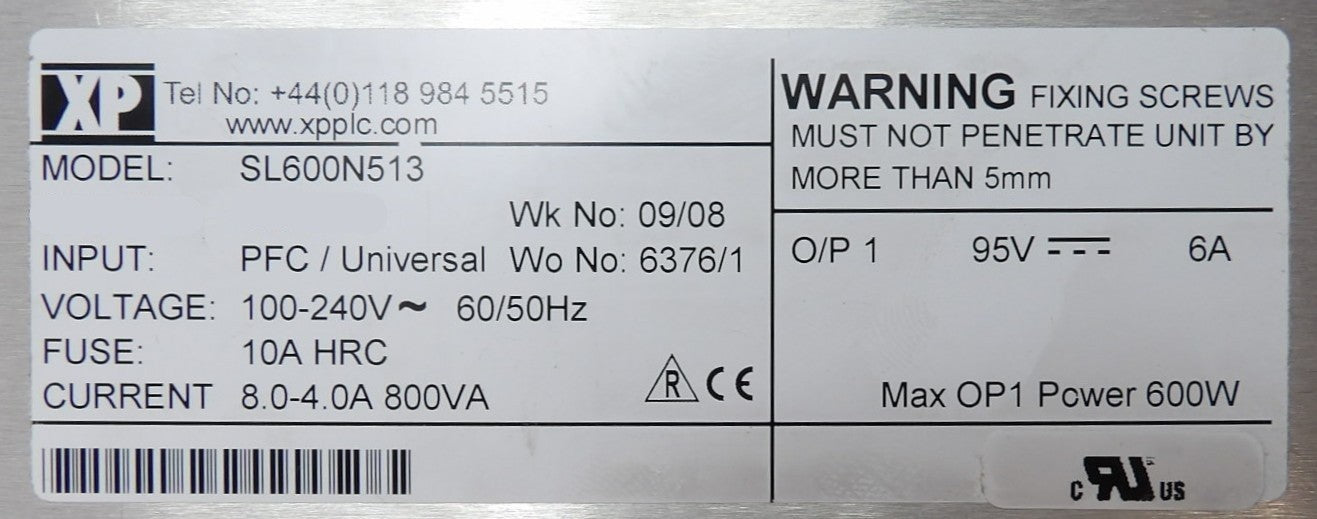 XP Tel No: +44(0)118 984 5515
www.xpplc.com
MODEL: SL600N513
Wk No: 09/08
INPUT: PFC / Universal Wo No: 6376/1
VOLTAGE: 100-240V~ 60/50Hz
FUSE: 10A HRC
CURRENT 8.0-4.0A 800VA
R CE
WARNING FIXING SCREWS
MUST NOT PENETRATE UNIT BY
MORE THAN 5mm
O/P 1 95V ⎓ 6A
Max OP1 Power 600W
c RU US